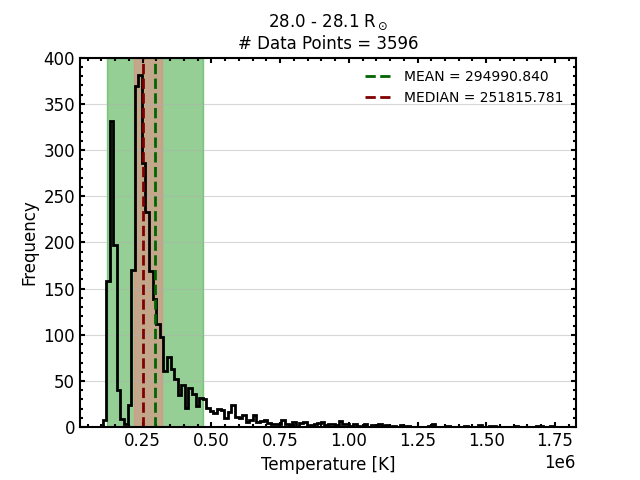 28.0 - 28.1 R⊙
# Data Points = 3596
MEAN = 294990.840
MEDIAN = 251815.781
Frequency
400
350
300
250
200
150
100
50
0
0.25 0.50 0.75 1.00 1.25 1.50 1.75
1e6
Temperature [K]